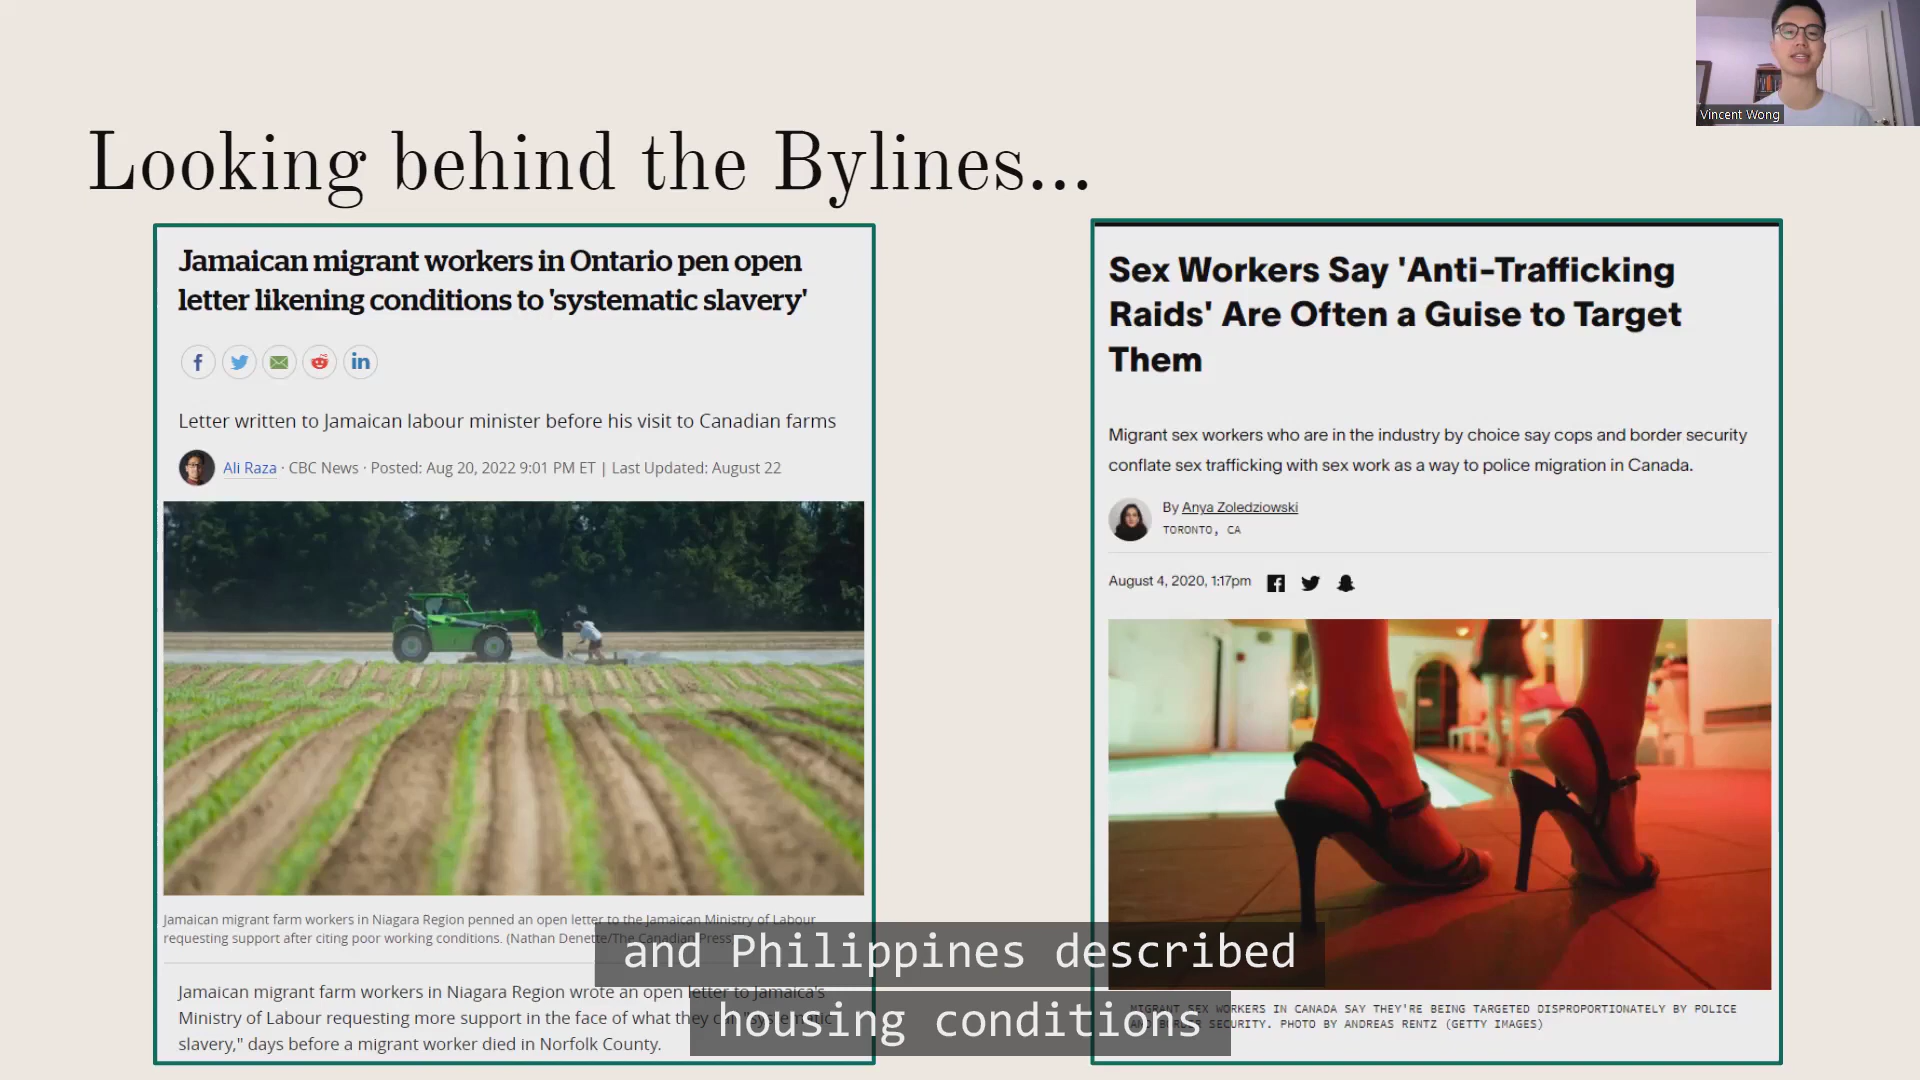 Vincent Wong
Looking behind the Bylines...
Jamaican migrant workers in Ontario pen open
letter likening conditions to 'systematic slavery'
Letter written to Jamaican labour minister before his visit to Canadian farms
Ali Raza · CBC News · Posted: Aug 20, 2022 9:01 PM ET | Last Updated: August 22
Jamaican migrant farm workers in Niagara Region penned an open letter to the Jamaican Ministry of Labour
requesting support after citing poor working conditions. (Nathan Denette/The Canadian Press)
Jamaican migrant farm workers in Niagara Region wrote an open letter to Jamaica's
Ministry of Labour requesting more support in the face of what they call "systematic
slavery," days before a migrant worker died in Norfolk County.
Sex Workers Say 'Anti-Trafficking
Raids' Are Often a Guise to Target
Them
Migrant sex workers who are in the industry by choice say cops and border security
conflate sex trafficking with sex work as a way to police migration in Canada.
By Anya Zoledziowski
TORONTO, CA
August 4, 2020, 1:17pm
MIGRANT SEX WORKERS IN CANADA SAY THEY'RE BEING TARGETED DISPROPORTIONATELY BY POLICE
AND BORDER SECURITY. PHOTO BY ANDREAS RENTZ (GETTY IMAGES)
and Philippines described
housing conditions